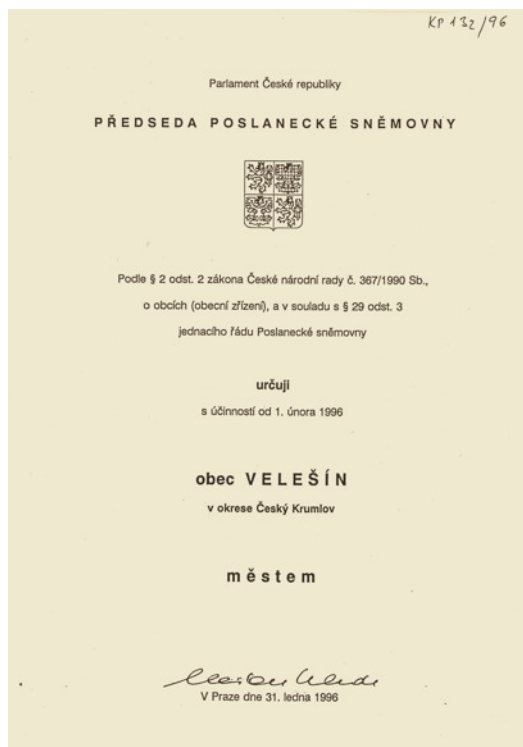 KP 132/96
Parlament České republiky
PŘEDSEDA POSLANECKÉ SNĚMOVNY
Podle § 2 odst. 2 zákona České národní rady č. 367/1990 Sb.,
o obcích (obecní zřízení), a v souladu s § 29 odst. 3
jednacího řádu Poslanecké sněmovny
určuji
s účinností od 1. února 1996
obec VELEŠÍN
v okrese Český Krumlov
městem
V Praze dne 31. ledna 1996